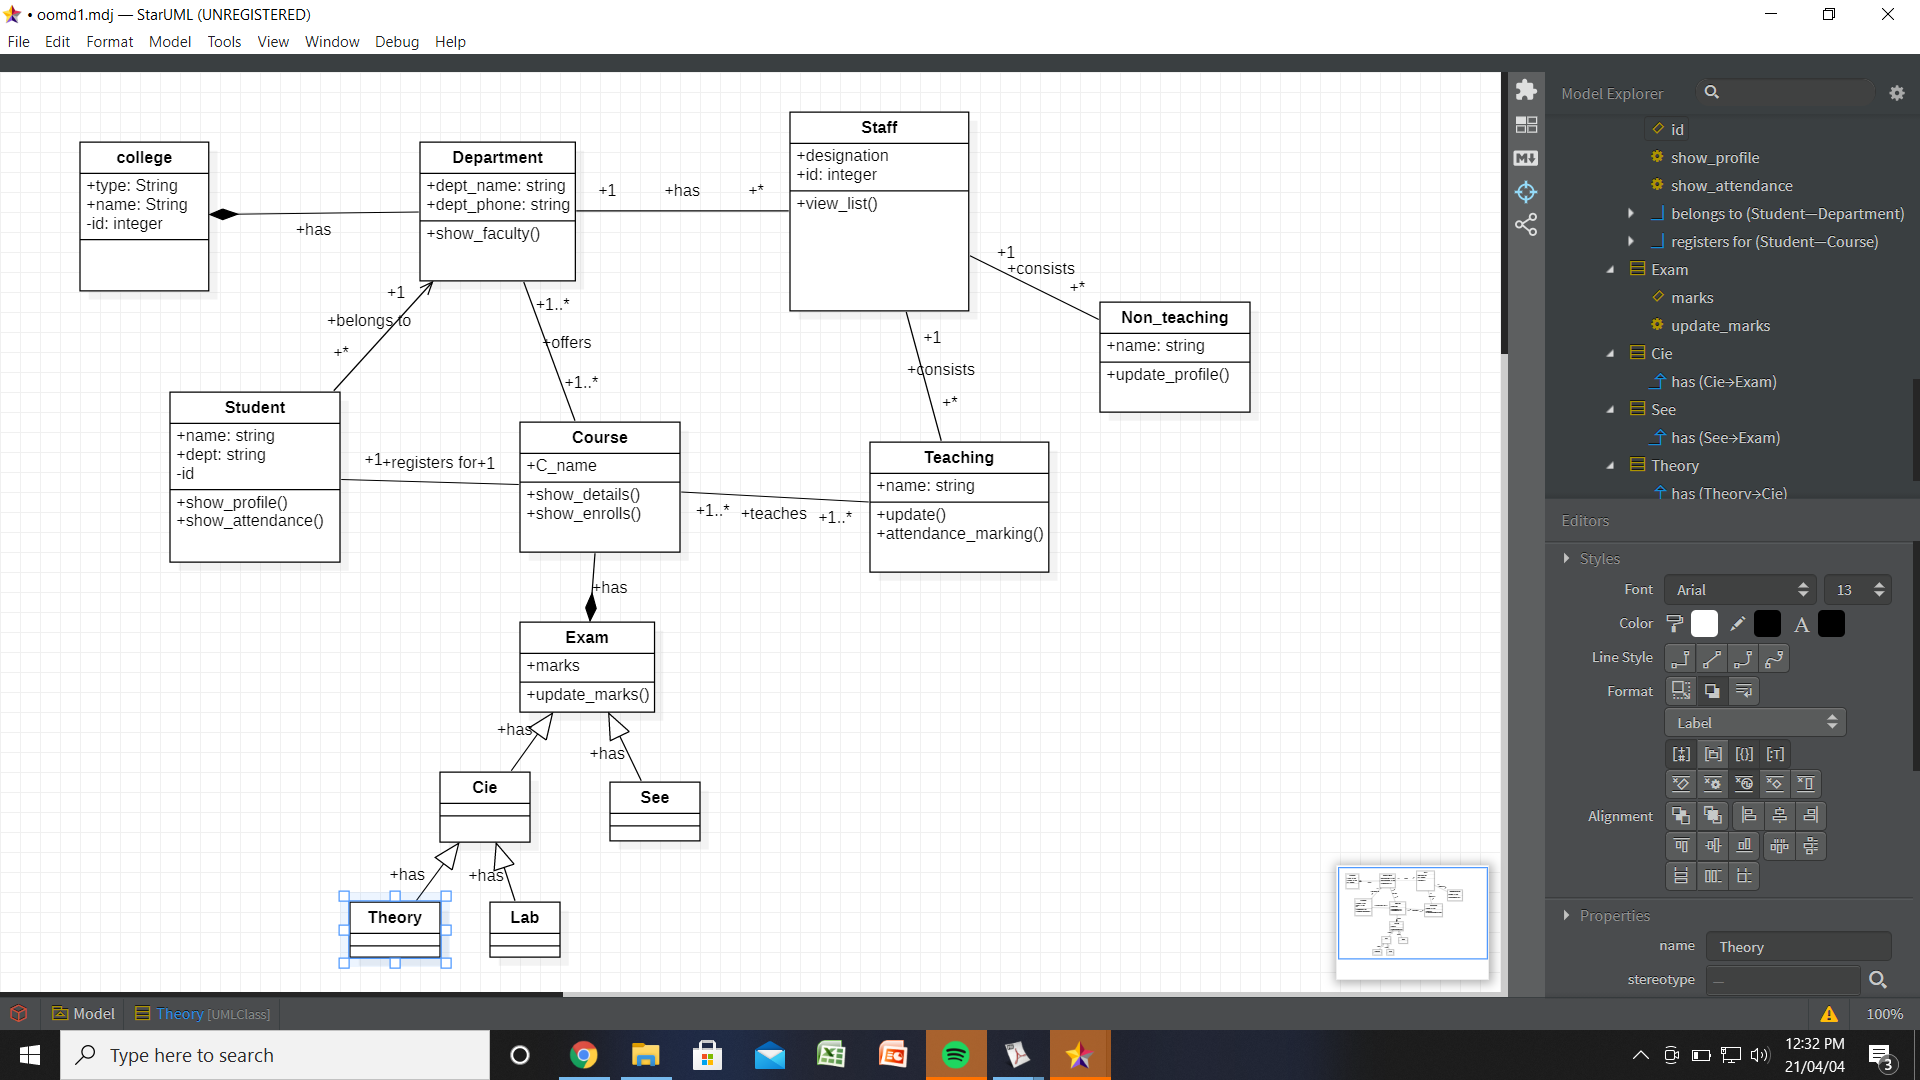 • oomd1.mdj — StarUML (UNREGISTERED)
File Edit Format Model Tools View Window Debug Help
college
+type: String
+name: String
-id: integer
+has
Department
+dept_name: string
+dept_phone: string
+show_faculty()
+1 +has +*
Staff
+designation
+id: integer
+view_list()
+1
+consists
+*
Non_teaching
+name: string
+update_profile()
+1
+belongs to
+*
+1..*
+offers
+1..*
+1
+consists
+*
Student
+name: string
+dept: string
-id
+show_profile()
+show_attendance()
+1+registers for+1
Course
+C_name
+show_details()
+show_enrolls()
+1..* +teaches +1..*
Teaching
+name: string
+update()
+attendance_marking()
+has
Exam
+marks
+update_marks()
+has
+has
Cie
See
+has
+has
Theory
Lab
Model Explorer
id
show_profile
show_attendance
belongs to (Student—Department)
registers for (Student—Course)
Exam
marks
update_marks
Cie
has (Cie→Exam)
See
has (See→Exam)
Theory
has (Theory→Cie)
Editors
Styles
Font Arial 13
Color A
Line Style
Format
Label
Alignment
Properties
name Theory
stereotype —
Model Theory [UMLClass]
100%
Type here to search
12:32 PM
21/04/04
3